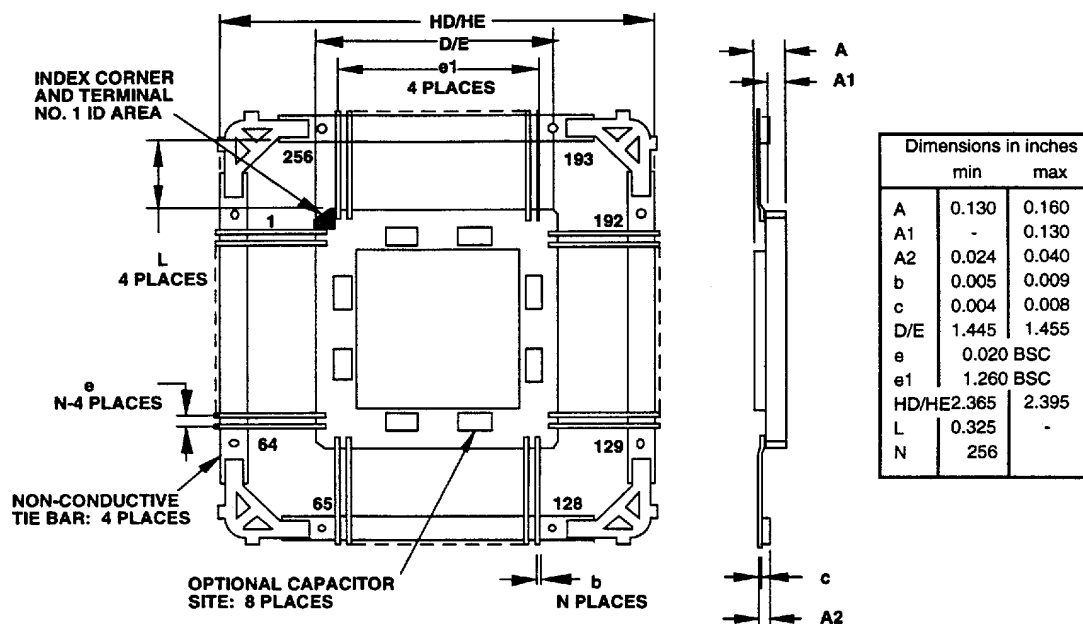 HD/HE
D/E
e1
4 PLACES
INDEX CORNER
AND TERMINAL
NO. 1 ID AREA
256
193
1
192
L
4 PLACES
e
N-4 PLACES
64
129
65
128
NON-CONDUCTIVE
TIE BAR: 4 PLACES
OPTIONAL CAPACITOR
SITE: 8 PLACES
b
N PLACES
A
A1
c
A2
Dimensions in inches
min max
A 0.130 0.160
A1 - 0.130
A2 0.024 0.040
b 0.005 0.009
c 0.004 0.008
D/E 1.445 1.455
e 0.020 BSC
e1 1.260 BSC
HD/HE 2.365 2.395
L 0.325 -
N 256